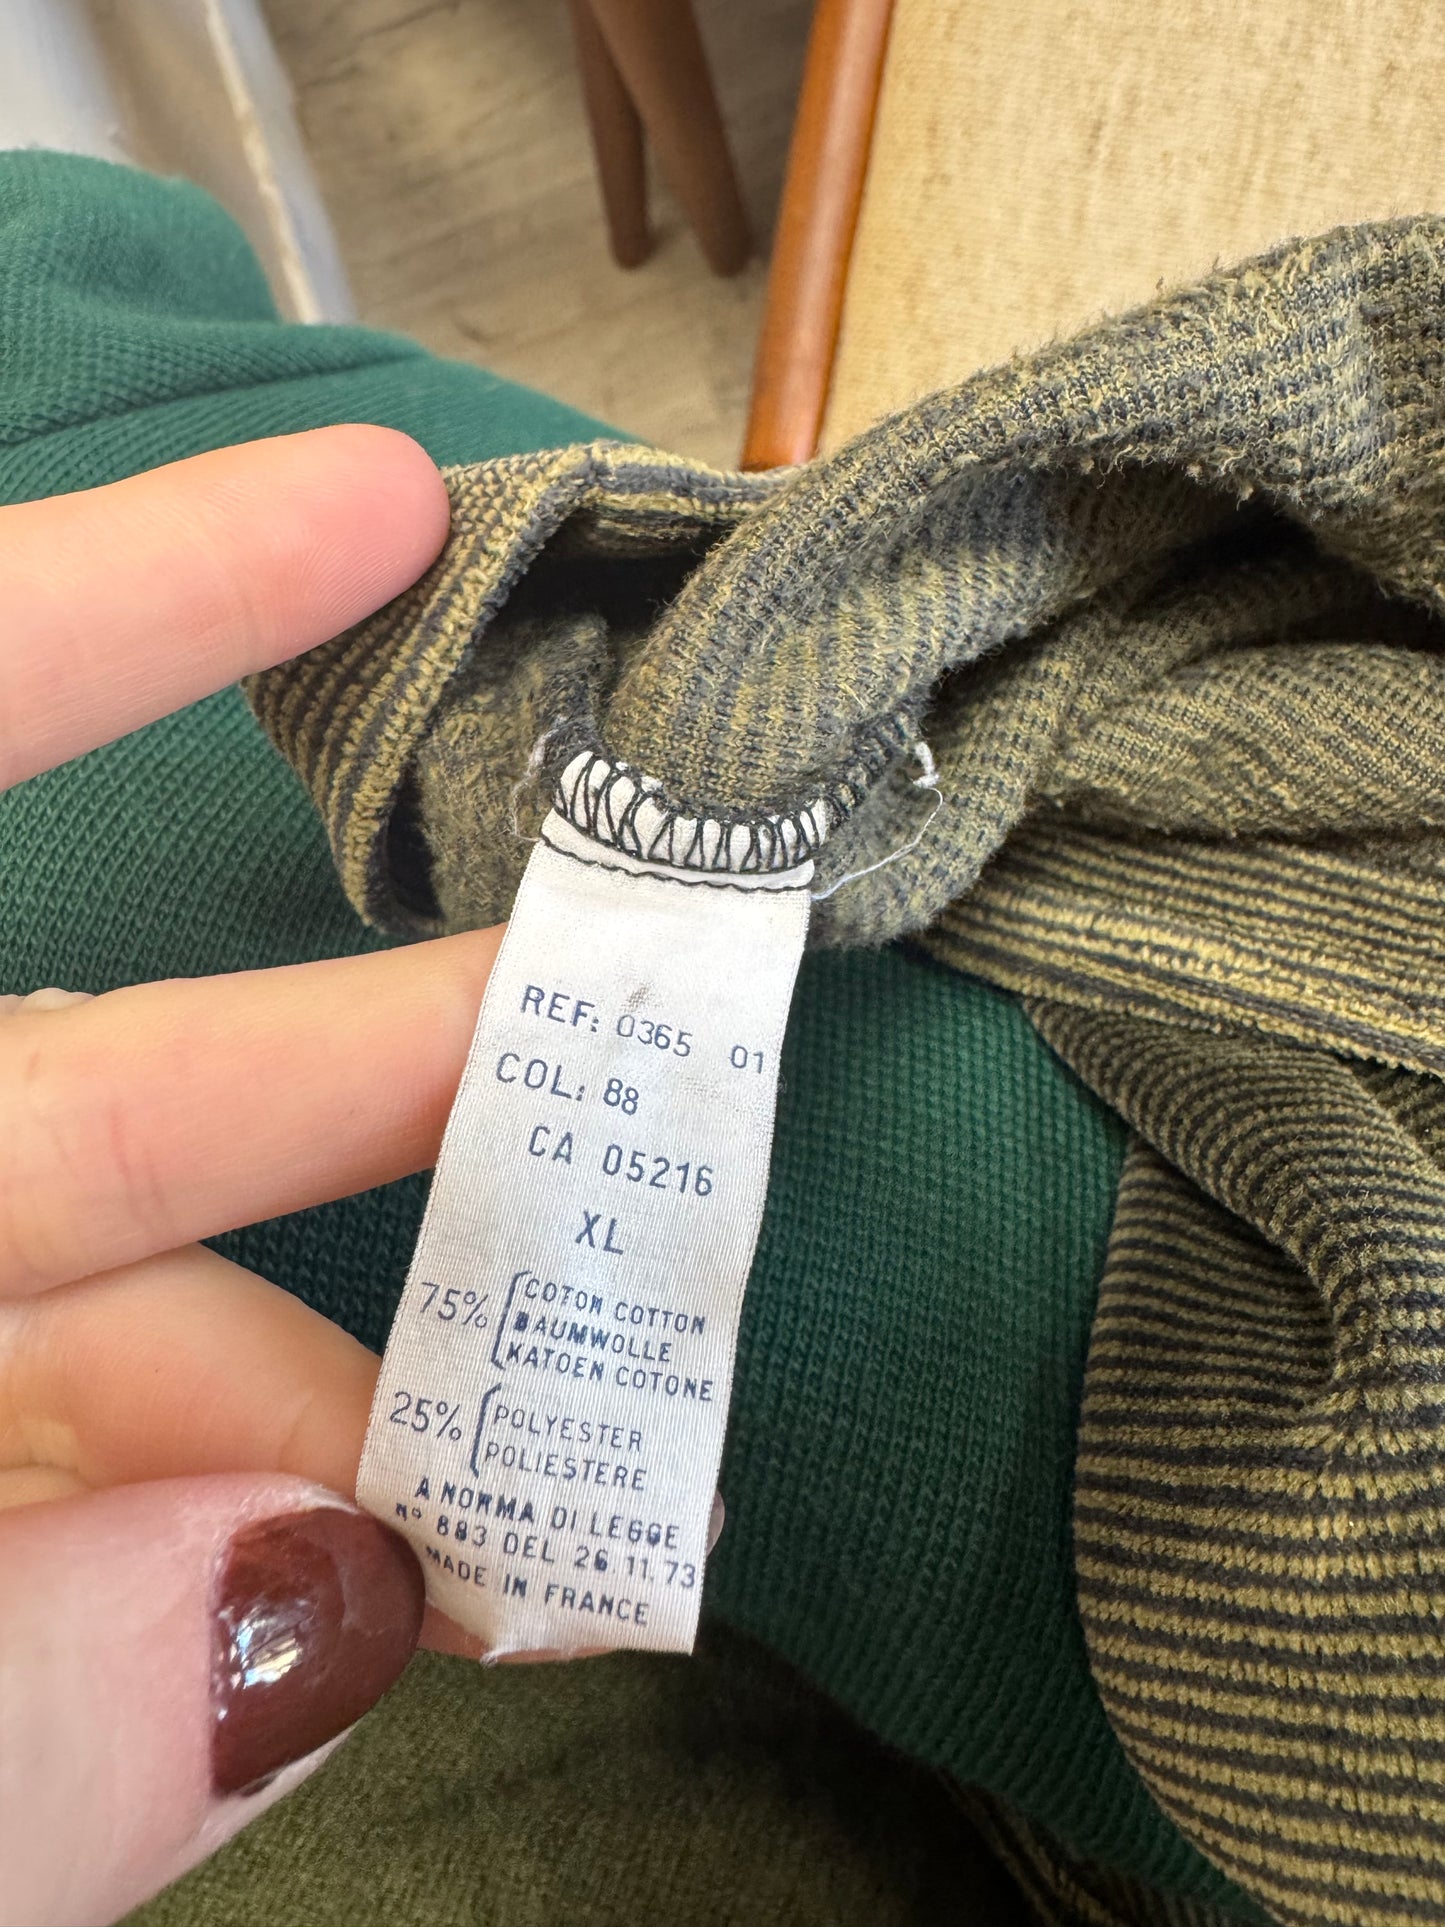 REF: 0365 01
COL: 88
CA 05216
XL
75% COTON COTTON
BAUMWOLLE
KATOEN COTONE
25% POLYESTER
POLIESTERE
A NORMA DI LEGGE
Nº 883 DEL 26.11.73
MADE IN FRANCE